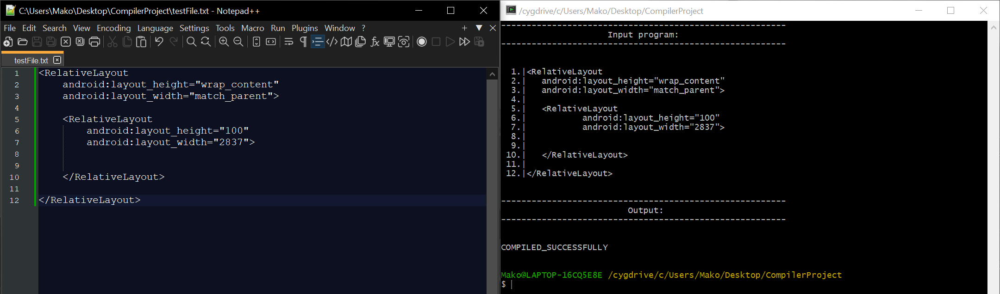 C:\Users\Mako\Desktop\CompilerProject\testFile.txt - Notepad++
File Edit Search View Encoding Language Settings Tools Macro Run Plugins Window ?
testFile.txt
1 <RelativeLayout
2     android:layout_height="wrap_content"
3     android:layout_width="match_parent">
4
5     <RelativeLayout
6         android:layout_height="100"
7         android:layout_width="2837">
8
9
10     </RelativeLayout>
11
12 </RelativeLayout>
/cygdrive/c/Users/Mako/Desktop/CompilerProject
--------------------------------------------------------
Input program:
--------------------------------------------------------
1.|<RelativeLayout
2.|   android:layout_height="wrap_content"
3.|   android:layout_width="match_parent">
4.|
5.|   <RelativeLayout
6.|           android:layout_height="100"
7.|           android:layout_width="2837">
8.|
9.|
10.|   </RelativeLayout>
11.|
12.|</RelativeLayout>
--------------------------------------------------------
Output:
--------------------------------------------------------
COMPILED_SUCCESSFULLY
Mako@LAPTOP-16CQ5E8E /cygdrive/c/Users/Mako/Desktop/CompilerProject
$